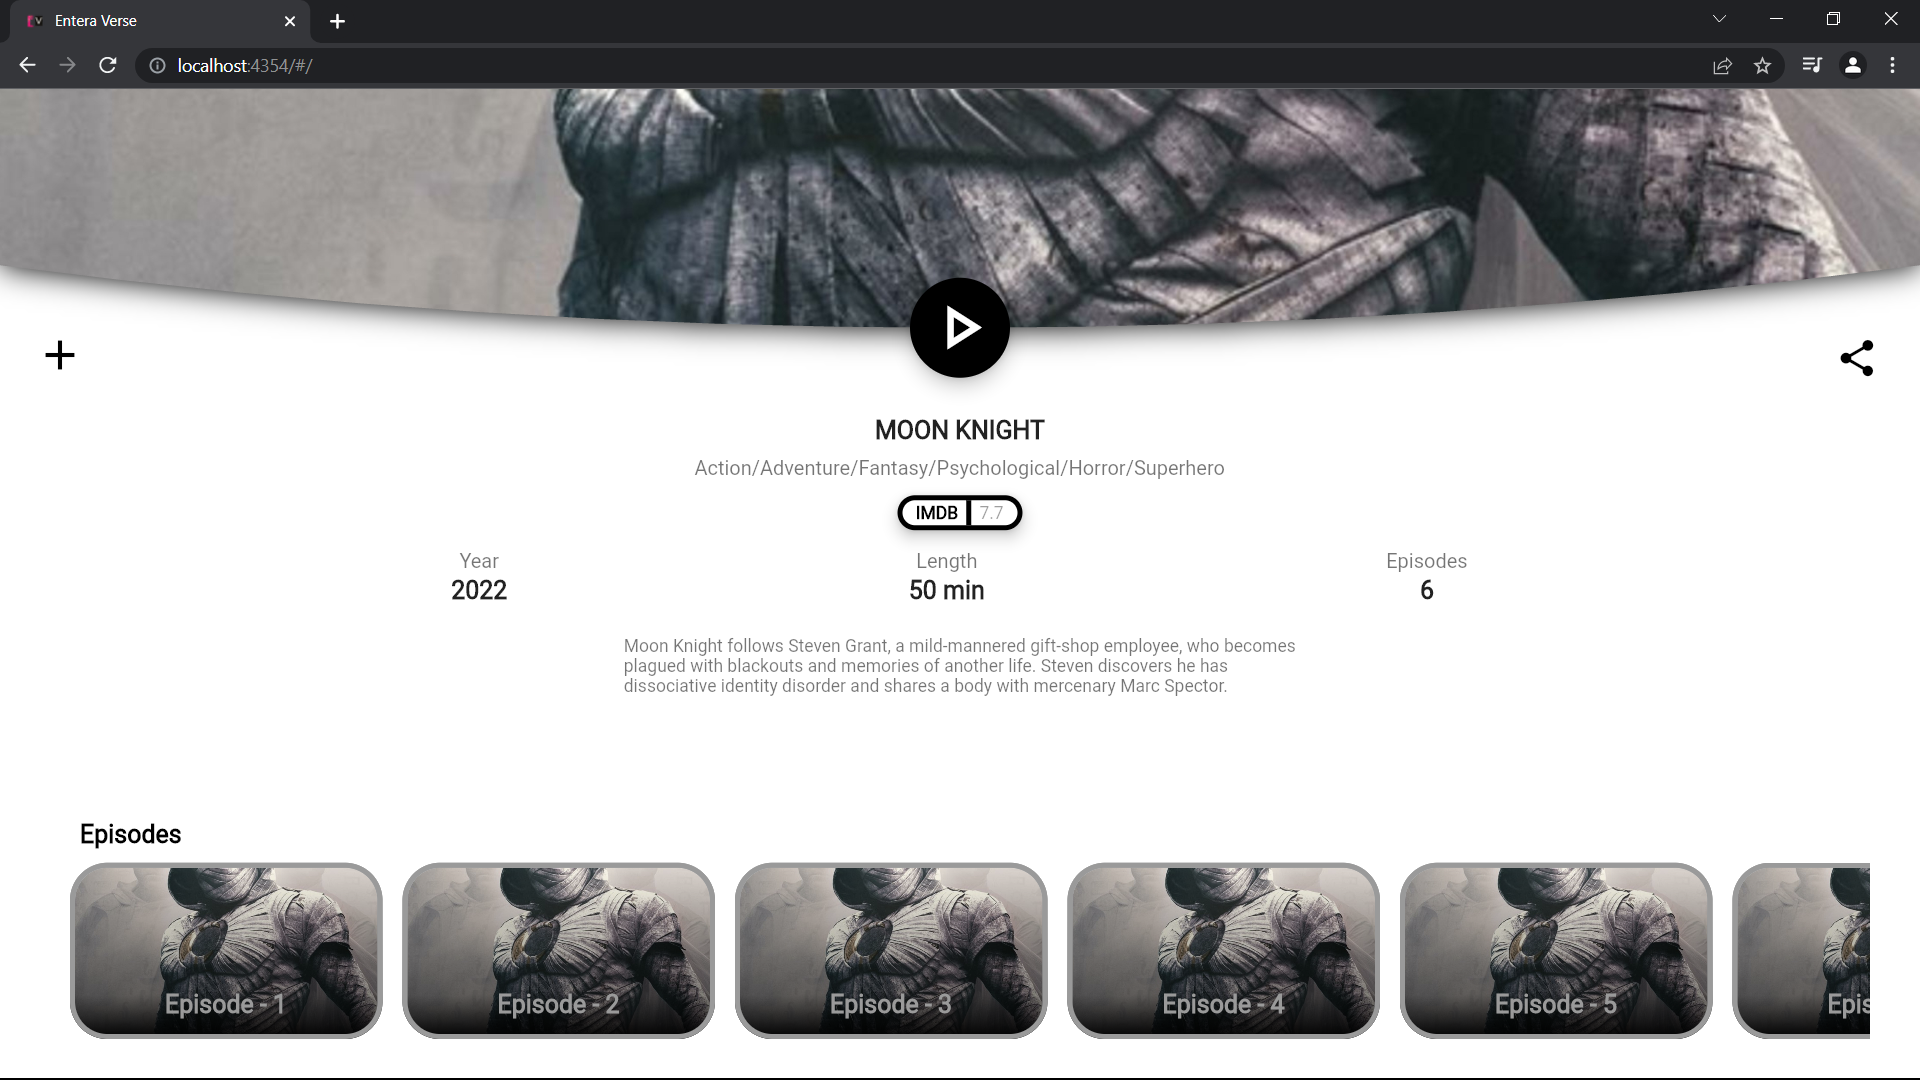 Entera Verse
localhost:4354/#/
MOON KNIGHT
Action/Adventure/Fantasy/Psychological/Horror/Superhero
IMDB 7.7
Year Length Episodes
2022 50 min 6
Moon Knight follows Steven Grant, a mild-mannered gift-shop employee, who becomes
plagued with blackouts and memories of another life. Steven discovers he has
dissociative identity disorder and shares a body with mercenary Marc Spector.
Episodes
Episode - 1 Episode - 2 Episode - 3 Episode - 4 Episode - 5 Epis